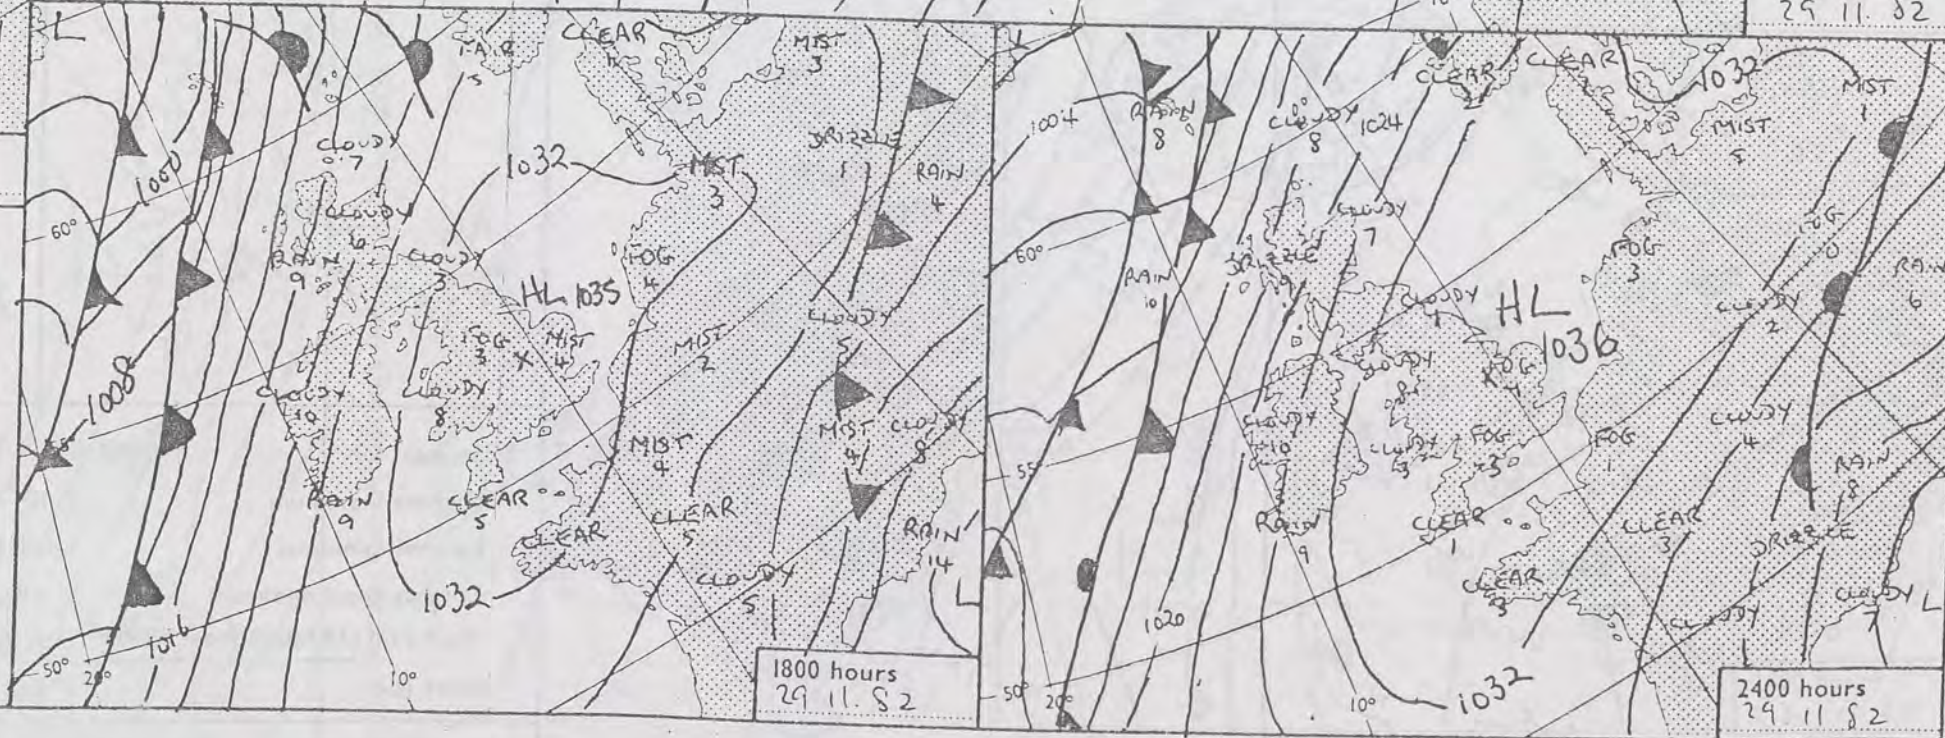 29 11. 82
L
FAIR
5
CLEAR
MIST
3
CLOUDY
7
1000
1032
DRIZZLE
1
RAIN
4
MIST
3
60°
CLOUDY
6
RAIN
9
CLOUDY
3
FOG
4
HL 1035
CLOUDY
5
FOG
3
X
MIST
4
MIST
2
1008
CLOUDY
10
CLOUDY
8
MIST
4
MIST
4
CLOUDY
8
RAIN
9
CLEAR
5
CLEAR
CLEAR
5
RAIN
14
CLOUDY
5
L
1032
1016
50°
20°
10°
1800 hours
29 11. 82
L
CLEAR
CLEAR
1032
MIST
1
1004
RAIN
8
CLOUDY
8
1024
MIST
5
CLOUDY
7
FOG
0
60°
DRIZZLE
9
FOG
3
RAIN
10
RAIN
6
CLOUDY
HL
1036
CLOUDY
2
CLOUDY
8
FOG
CLOUDY
10
CLOUDY
4
CLOUDY
3
FOG
FOG
1
55
RAIN
8
RAIN
9
CLEAR
1
CLEAR
3
DRIZZLE
CLEAR
3
CLOUDY
7
L
CLOUDY
1020
1032
50°
20°
10°
2400 hours
29 11 82